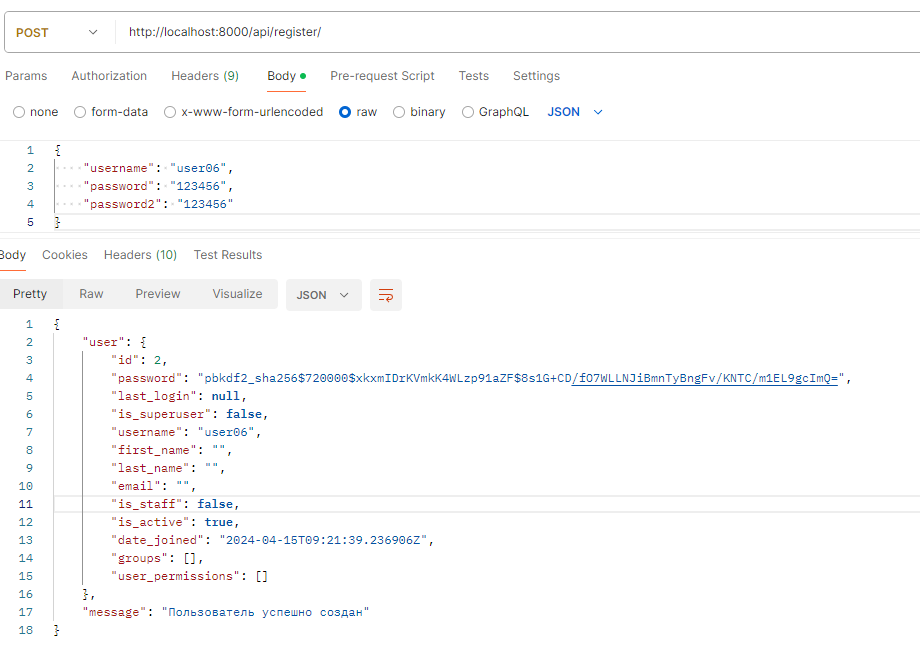 POST http://localhost:8000/api/register/
Params Authorization Headers (9) Body Pre-request Script Tests Settings
none form-data x-www-form-urlencoded raw binary GraphQL JSON
1 {
2 "username": "user06",
3 "password": "123456",
4 "password2": "123456"
5 }
Body Cookies Headers (10) Test Results
Pretty Raw Preview Visualize JSON
1 {
2 "user": {
3 "id": 2,
4 "password": "pbkdf2_sha256$720000$xkxmIDrKVmkK4WLzp91aZF$8s1G+CD/fO7WLLNJiBmnTyBngFv/KNTC/m1EL9gcImQ=",
5 "last_login": null,
6 "is_superuser": false,
7 "username": "user06",
8 "first_name": "",
9 "last_name": "",
10 "email": "",
11 "is_staff": false,
12 "is_active": true,
13 "date_joined": "2024-04-15T09:21:39.236906Z",
14 "groups": [],
15 "user_permissions": []
16 },
17 "message": "Пользователь успешно создан"
18 }